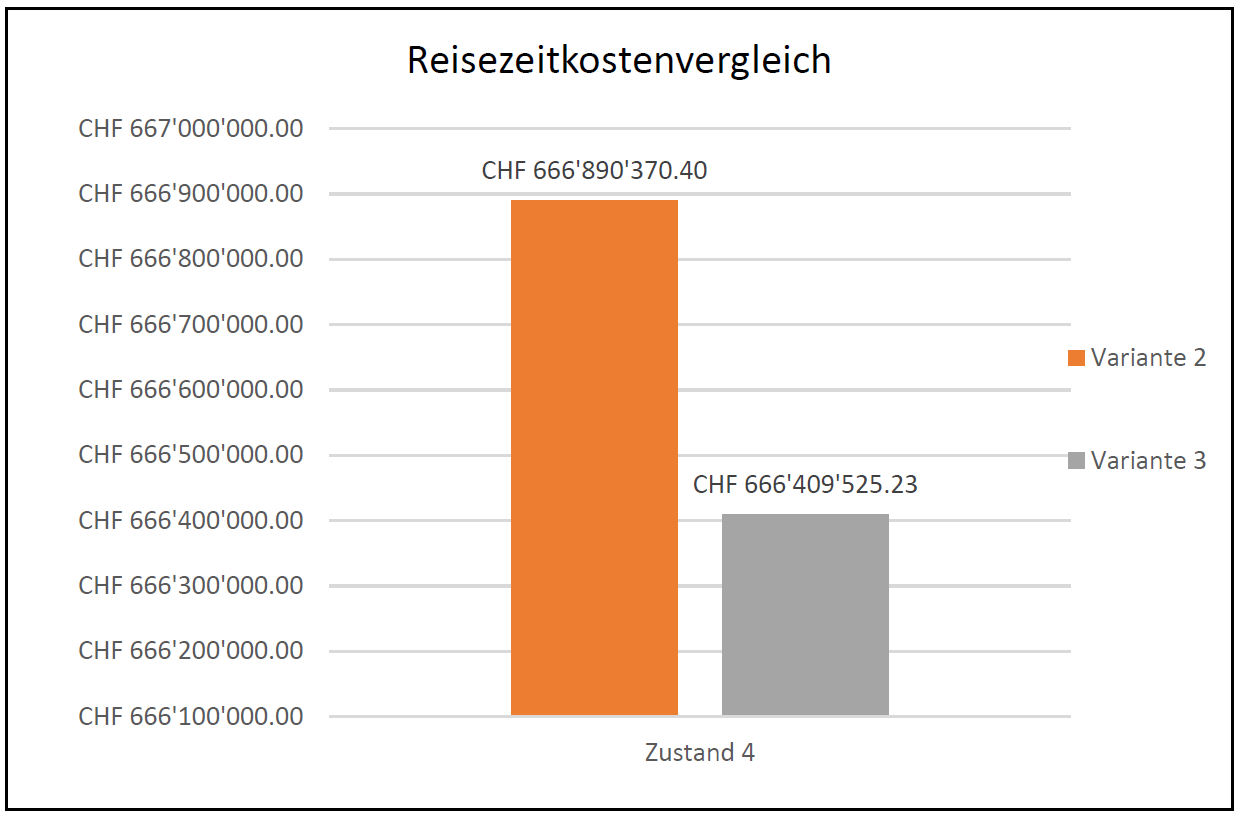 Reisezeitkostenvergleich
CHF 667'000'000.00
CHF 666'890'370.40
CHF 666'900'000.00
CHF 666'800'000.00
CHF 666'700'000.00
Variante 2
CHF 666'600'000.00
CHF 666'500'000.00
Variante 3
CHF 666'409'525.23
CHF 666'400'000.00
CHF 666'300'000.00
CHF 666'200'000.00
CHF 666'100'000.00
Zustand 4